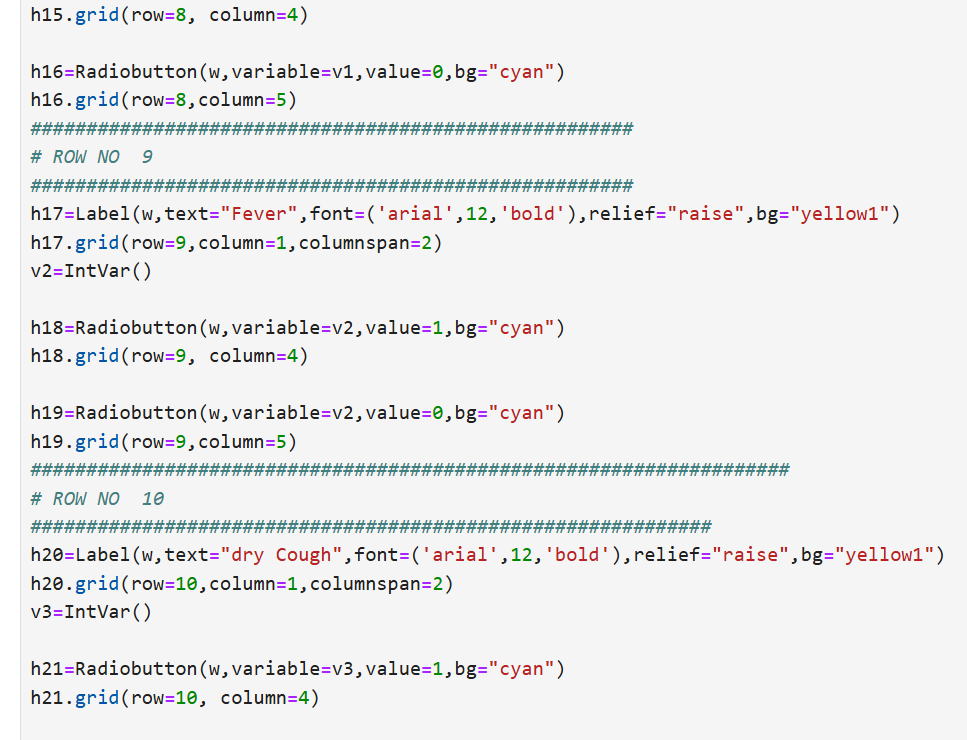 h15.grid(row=8, column=4)
h16=Radiobutton(w,variable=v1,value=0,bg="cyan")
h16.grid(row=8,column=5)
######################################################
# ROW NO  9
######################################################
h17=Label(w,text="Fever",font=('arial',12,'bold'),relief="raise",bg="yellow1")
h17.grid(row=9,column=1,columnspan=2)
v2=IntVar()
h18=Radiobutton(w,variable=v2,value=1,bg="cyan")
h18.grid(row=9, column=4)
h19=Radiobutton(w,variable=v2,value=0,bg="cyan")
h19.grid(row=9,column=5)
####################################################################
# ROW NO  10
#############################################################
h20=Label(w,text="dry Cough",font=('arial',12,'bold'),relief="raise",bg="yellow1")
h20.grid(row=10,column=1,columnspan=2)
v3=IntVar()
h21=Radiobutton(w,variable=v3,value=1,bg="cyan")
h21.grid(row=10, column=4)